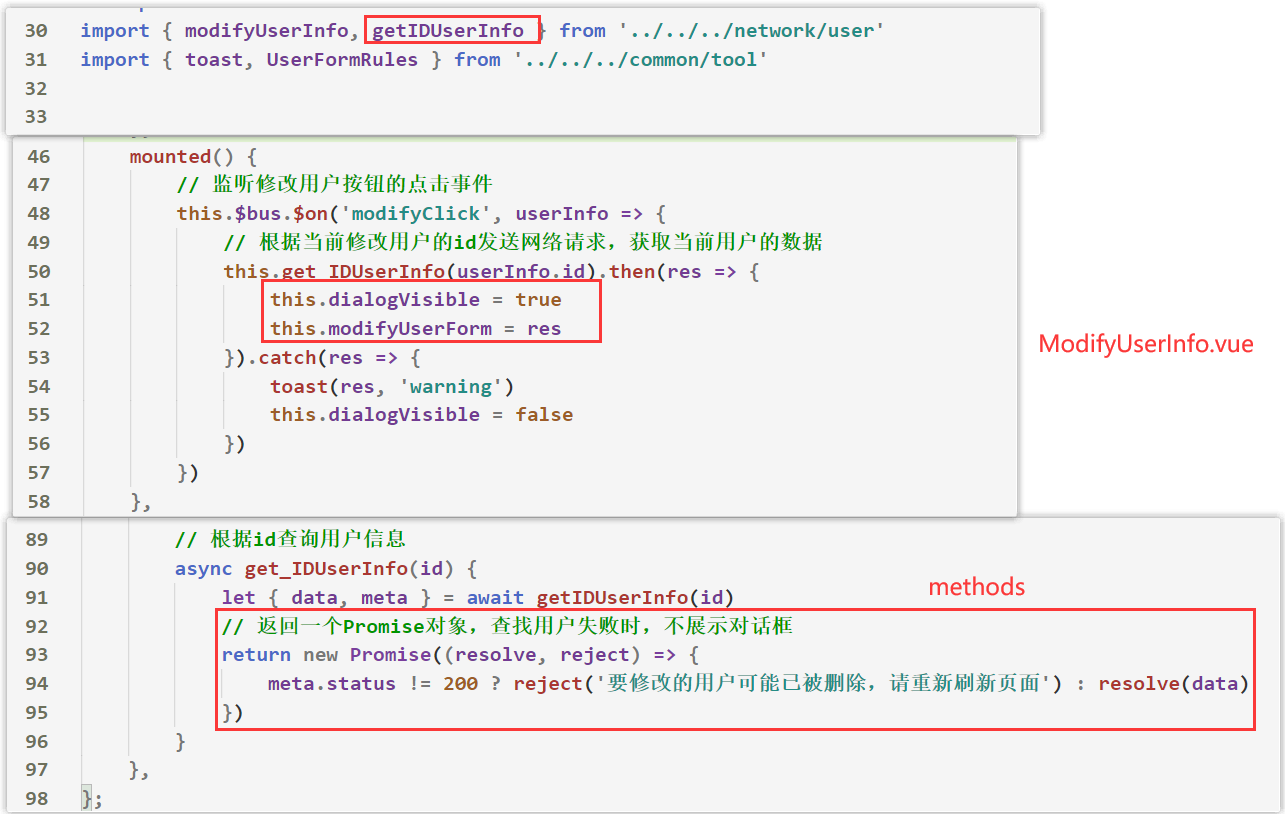 30 import { modifyUserInfo, getIDUserInfo } from '../../../network/user'
31 import { toast, UserFormRules } from '../../../common/tool'
32
33
46 mounted() {
47 // 监听修改用户按钮的点击事件
48 this.$bus.$on('modifyClick', userInfo => {
49 // 根据当前修改用户的id发送网络请求，获取当前用户的数据
50 this.get_IDUserInfo(userInfo.id).then(res => {
51 this.dialogVisible = true
52 this.modifyUserForm = res
ModifyUserInfo.vue
53 }).catch(res => {
54 toast(res, 'warning')
55 this.dialogVisible = false
56 })
57 })
58 },
89 // 根据id查询用户信息
90 async get_IDUserInfo(id) {
methods
91 let { data, meta } = await getIDUserInfo(id)
92 // 返回一个Promise对象，查找用户失败时，不展示对话框
93 return new Promise((resolve, reject) => {
94 meta.status != 200 ? reject('要修改的用户可能已被删除，请重新刷新页面') : resolve(data)
95 })
96 }
97 },
98 };